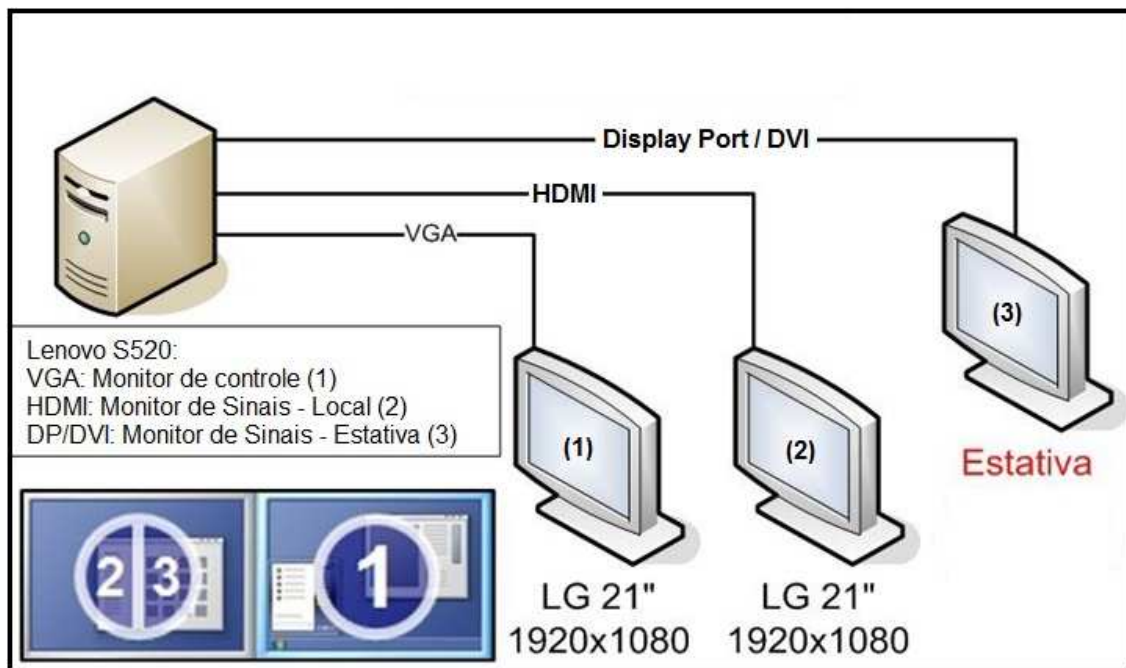 Display Port / DVI
HDMI
VGA
(3)
Lenovo S520:
VGA: Monitor de controle (1)
HDMI: Monitor de Sinais - Local (2)
DP/DVI: Monitor de Sinais - Estativa (3)
(1)
(2)
Estativa
2 3
1
LG 21"
1920x1080
LG 21"
1920x1080